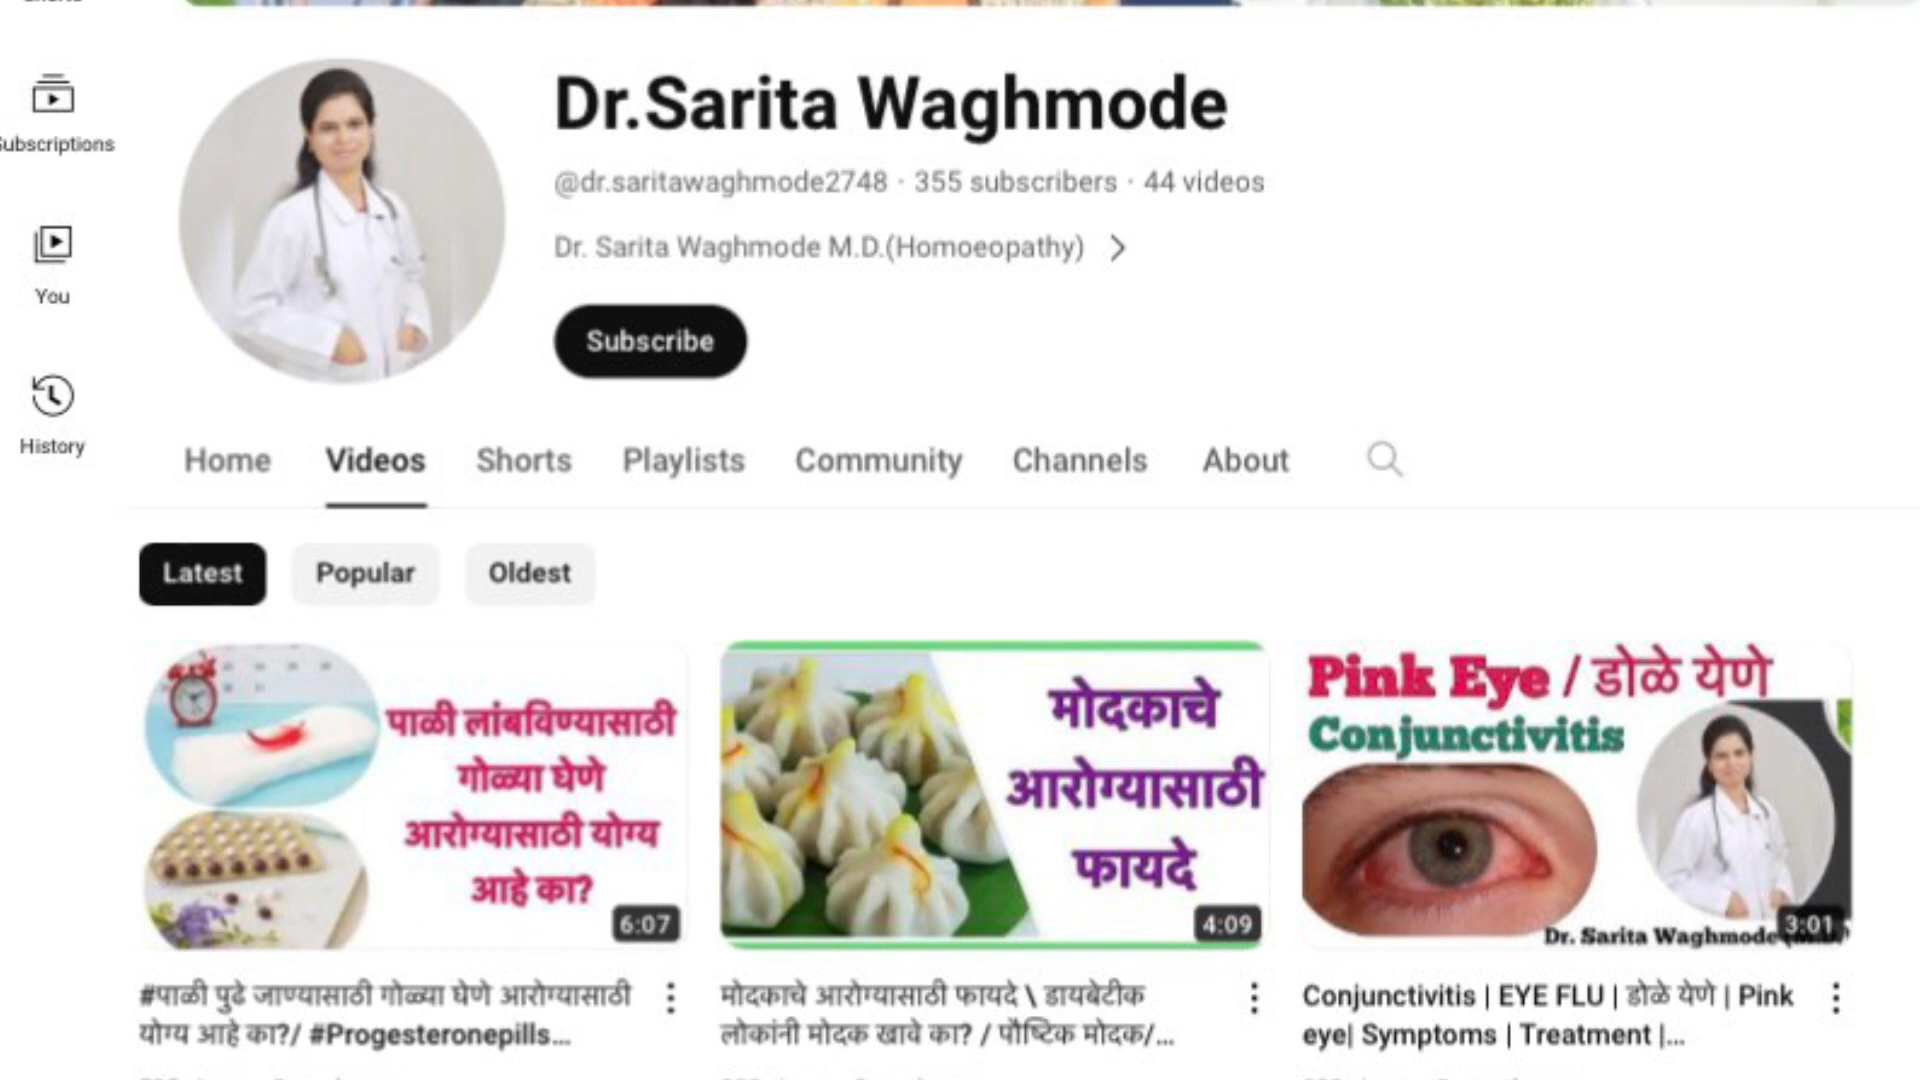 Subscriptions
You
History
Dr.Sarita Waghmode
@dr.saritawaghmode2748 · 355 subscribers · 44 videos
Dr. Sarita Waghmode M.D.(Homoeopathy)
Subscribe
Home Videos Shorts Playlists Community Channels About
Latest Popular Oldest
पाळी लांबविण्यासाठी
गोळ्या घेणे
आरोग्यासाठी योग्य
आहे का?
6:07
मोदकाचे
आरोग्यासाठी
फायदे
4:09
Pink Eye / डोळे येणे
Conjunctivitis
Dr. Sarita Waghmode
3:01
#पाळी पुढे जाण्यासाठी गोळ्या घेणे आरोग्यासाठी
योग्य आहे का?/ #Progesteronepills...
मोदकाचे आरोग्यासाठी फायदे \ डायबेटीक
लोकांनी मोदक खावे का? / पौष्टिक मोदक/...
Conjunctivitis | EYE FLU | डोळे येणे | Pink
eye| Symptoms | Treatment |...